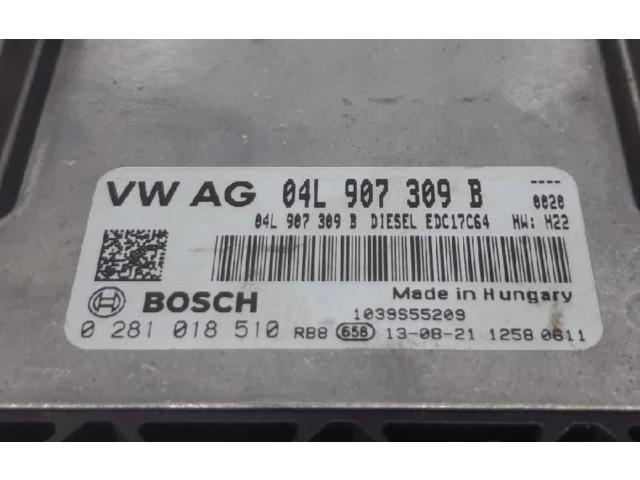 VW AG 04L 907 309 B ----
0020
04L 907 309 B DIESEL EDC17C64 HW: H22
Made in Hungary
BOSCH 1039S55209
0 281 018 510 RB8 658 13-08-21 1258 0611